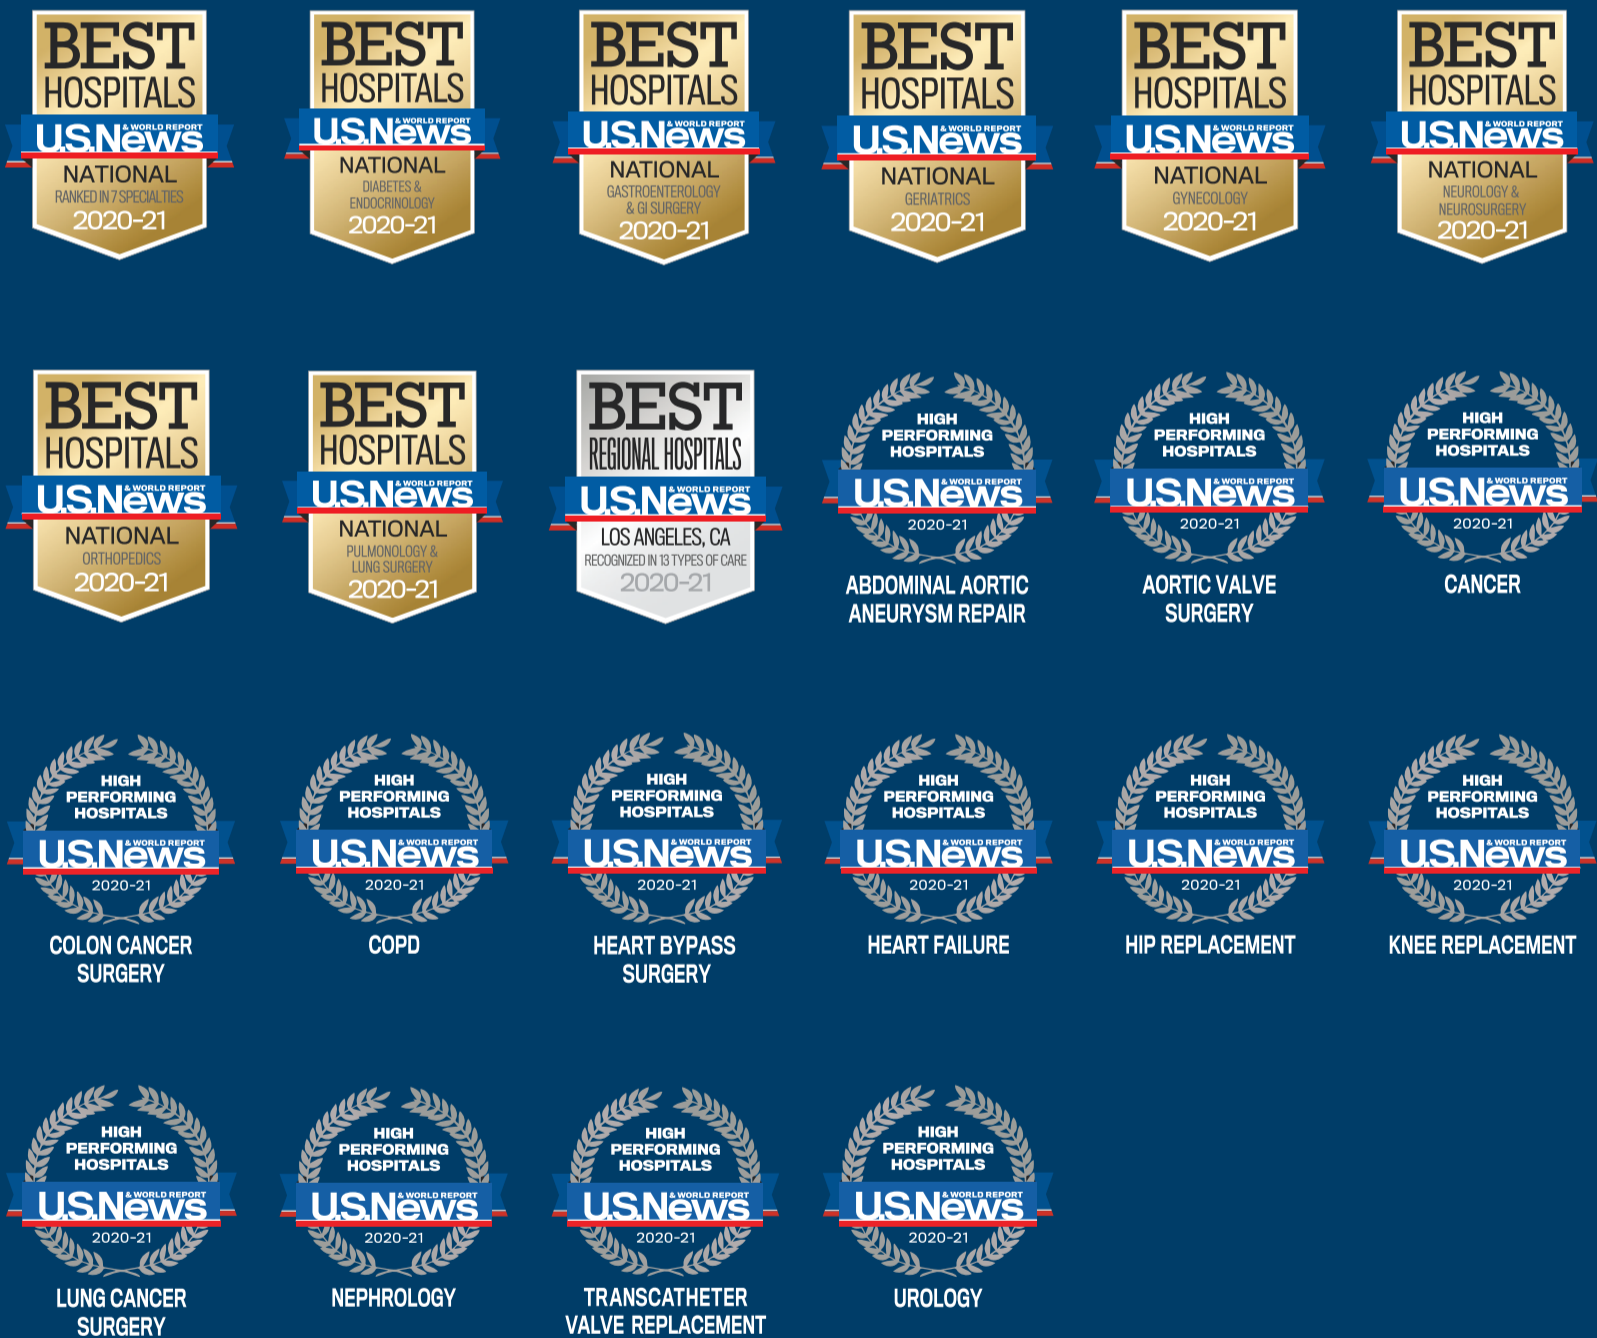 BEST
HOSPITALS
U.S.News & WORLD REPORT
NATIONAL
RANKED IN 7 SPECIALTIES
2020-21
BEST
HOSPITALS
U.S.News & WORLD REPORT
NATIONAL
DIABETES &
ENDOCRINOLOGY
2020-21
BEST
HOSPITALS
U.S.News & WORLD REPORT
NATIONAL
GASTROENTEROLOGY
& GI SURGERY
2020-21
BEST
HOSPITALS
U.S.News & WORLD REPORT
NATIONAL
GERIATRICS
2020-21
BEST
HOSPITALS
U.S.News & WORLD REPORT
NATIONAL
GYNECOLOGY
2020-21
BEST
HOSPITALS
U.S.News & WORLD REPORT
NATIONAL
NEUROLOGY &
NEUROSURGERY
2020-21
BEST
HOSPITALS
U.S.News & WORLD REPORT
NATIONAL
ORTHOPEDICS
2020-21
BEST
HOSPITALS
U.S.News & WORLD REPORT
NATIONAL
PULMONOLOGY &
LUNG SURGERY
2020-21
BEST
REGIONAL HOSPITALS
U.S.News & WORLD REPORT
LOS ANGELES, CA
RECOGNIZED IN 13 TYPES OF CARE
2020-21
HIGH
PERFORMING
HOSPITALS
U.S.News & WORLD REPORT
2020-21
ABDOMINAL AORTIC
ANEURYSM REPAIR
HIGH
PERFORMING
HOSPITALS
U.S.News & WORLD REPORT
2020-21
AORTIC VALVE
SURGERY
HIGH
PERFORMING
HOSPITALS
U.S.News & WORLD REPORT
2020-21
CANCER
HIGH
PERFORMING
HOSPITALS
U.S.News & WORLD REPORT
2020-21
COLON CANCER
SURGERY
HIGH
PERFORMING
HOSPITALS
U.S.News & WORLD REPORT
2020-21
COPD
HIGH
PERFORMING
HOSPITALS
U.S.News & WORLD REPORT
2020-21
HEART BYPASS
SURGERY
HIGH
PERFORMING
HOSPITALS
U.S.News & WORLD REPORT
2020-21
HEART FAILURE
HIGH
PERFORMING
HOSPITALS
U.S.News & WORLD REPORT
2020-21
HIP REPLACEMENT
HIGH
PERFORMING
HOSPITALS
U.S.News & WORLD REPORT
2020-21
KNEE REPLACEMENT
HIGH
PERFORMING
HOSPITALS
U.S.News & WORLD REPORT
2020-21
LUNG CANCER
SURGERY
HIGH
PERFORMING
HOSPITALS
U.S.News & WORLD REPORT
2020-21
NEPHROLOGY
HIGH
PERFORMING
HOSPITALS
U.S.News & WORLD REPORT
2020-21
TRANSCATHETER
VALVE REPLACEMENT
HIGH
PERFORMING
HOSPITALS
U.S.News & WORLD REPORT
2020-21
UROLOGY